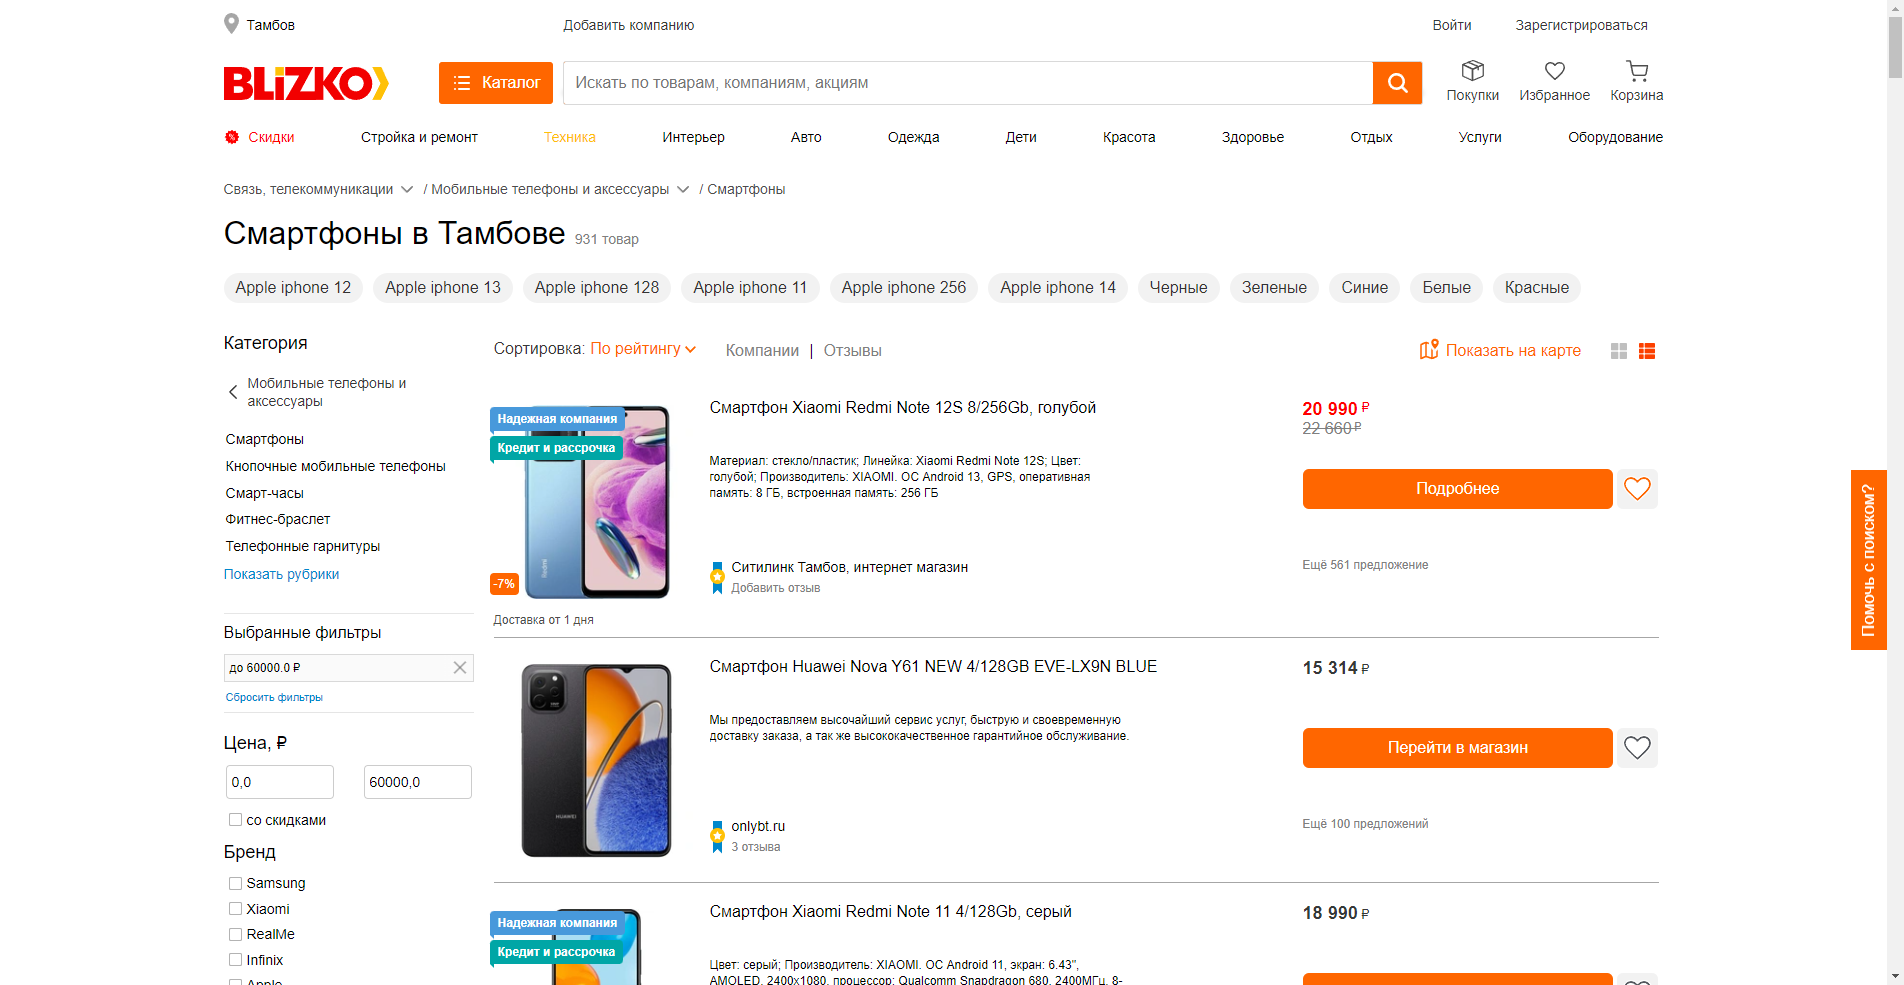 Тамбов
Добавить компанию
Войти
Зарегистрироваться
BLiZKO
Каталог
Искать по товарам, компаниям, акциям
Покупки
Избранное
Корзина
Скидки
Стройка и ремонт
Техника
Интерьер
Авто
Одежда
Дети
Красота
Здоровье
Отдых
Услуги
Оборудование
Связь, телекоммуникации / Мобильные телефоны и аксессуары / Смартфоны
Смартфоны в Тамбове 931 товар
Apple iphone 12
Apple iphone 13
Apple iphone 128
Apple iphone 11
Apple iphone 256
Apple iphone 14
Черные
Зеленые
Синие
Белые
Красные
Категория
Мобильные телефоны и
аксессуары
Смартфоны
Кнопочные мобильные телефоны
Смарт-часы
Фитнес-браслет
Телефонные гарнитуры
Показать рубрики
Выбранные фильтры
до 60000.0 ₽
Сбросить фильтры
Цена, ₽
0,0
60000,0
со скидками
Бренд
Samsung
Xiaomi
RealMe
Infinix
Apple
Сортировка: По рейтингу
Компании | Отзывы
Показать на карте
Надежная компания
Кредит и рассрочка
Redmi
-7%
Доставка от 1 дня
Смартфон Xiaomi Redmi Note 12S 8/256Gb, голубой
Материал: стекло/пластик; Линейка: Xiaomi Redmi Note 12S; Цвет:
голубой; Производитель: XIAOMI. ОС Android 13, GPS, оперативная
память: 8 ГБ, встроенная память: 256 ГБ
Ситилинк Тамбов, интернет магазин
Добавить отзыв
20 990 ₽
22 660 ₽
Подробнее
Ещё 561 предложение
HUAWEI
Смартфон Huawei Nova Y61 NEW 4/128GB EVE-LX9N BLUE
Мы предоставляем высочайший сервис услуг, быструю и своевременную
доставку заказа, а так же высококачественное гарантийное обслуживание.
onlybt.ru
3 отзыва
15 314 ₽
Перейти в магазин
Ещё 100 предложений
Надежная компания
Кредит и рассрочка
Смартфон Xiaomi Redmi Note 11 4/128Gb, серый
Цвет: серый; Производитель: XIAOMI. ОС Android 11, экран: 6.43",
AMOLED, 2400x1080, процессор: Qualcomm Snapdragon 680, 2400МГц, 8-
18 990 ₽
Помочь с поиском?